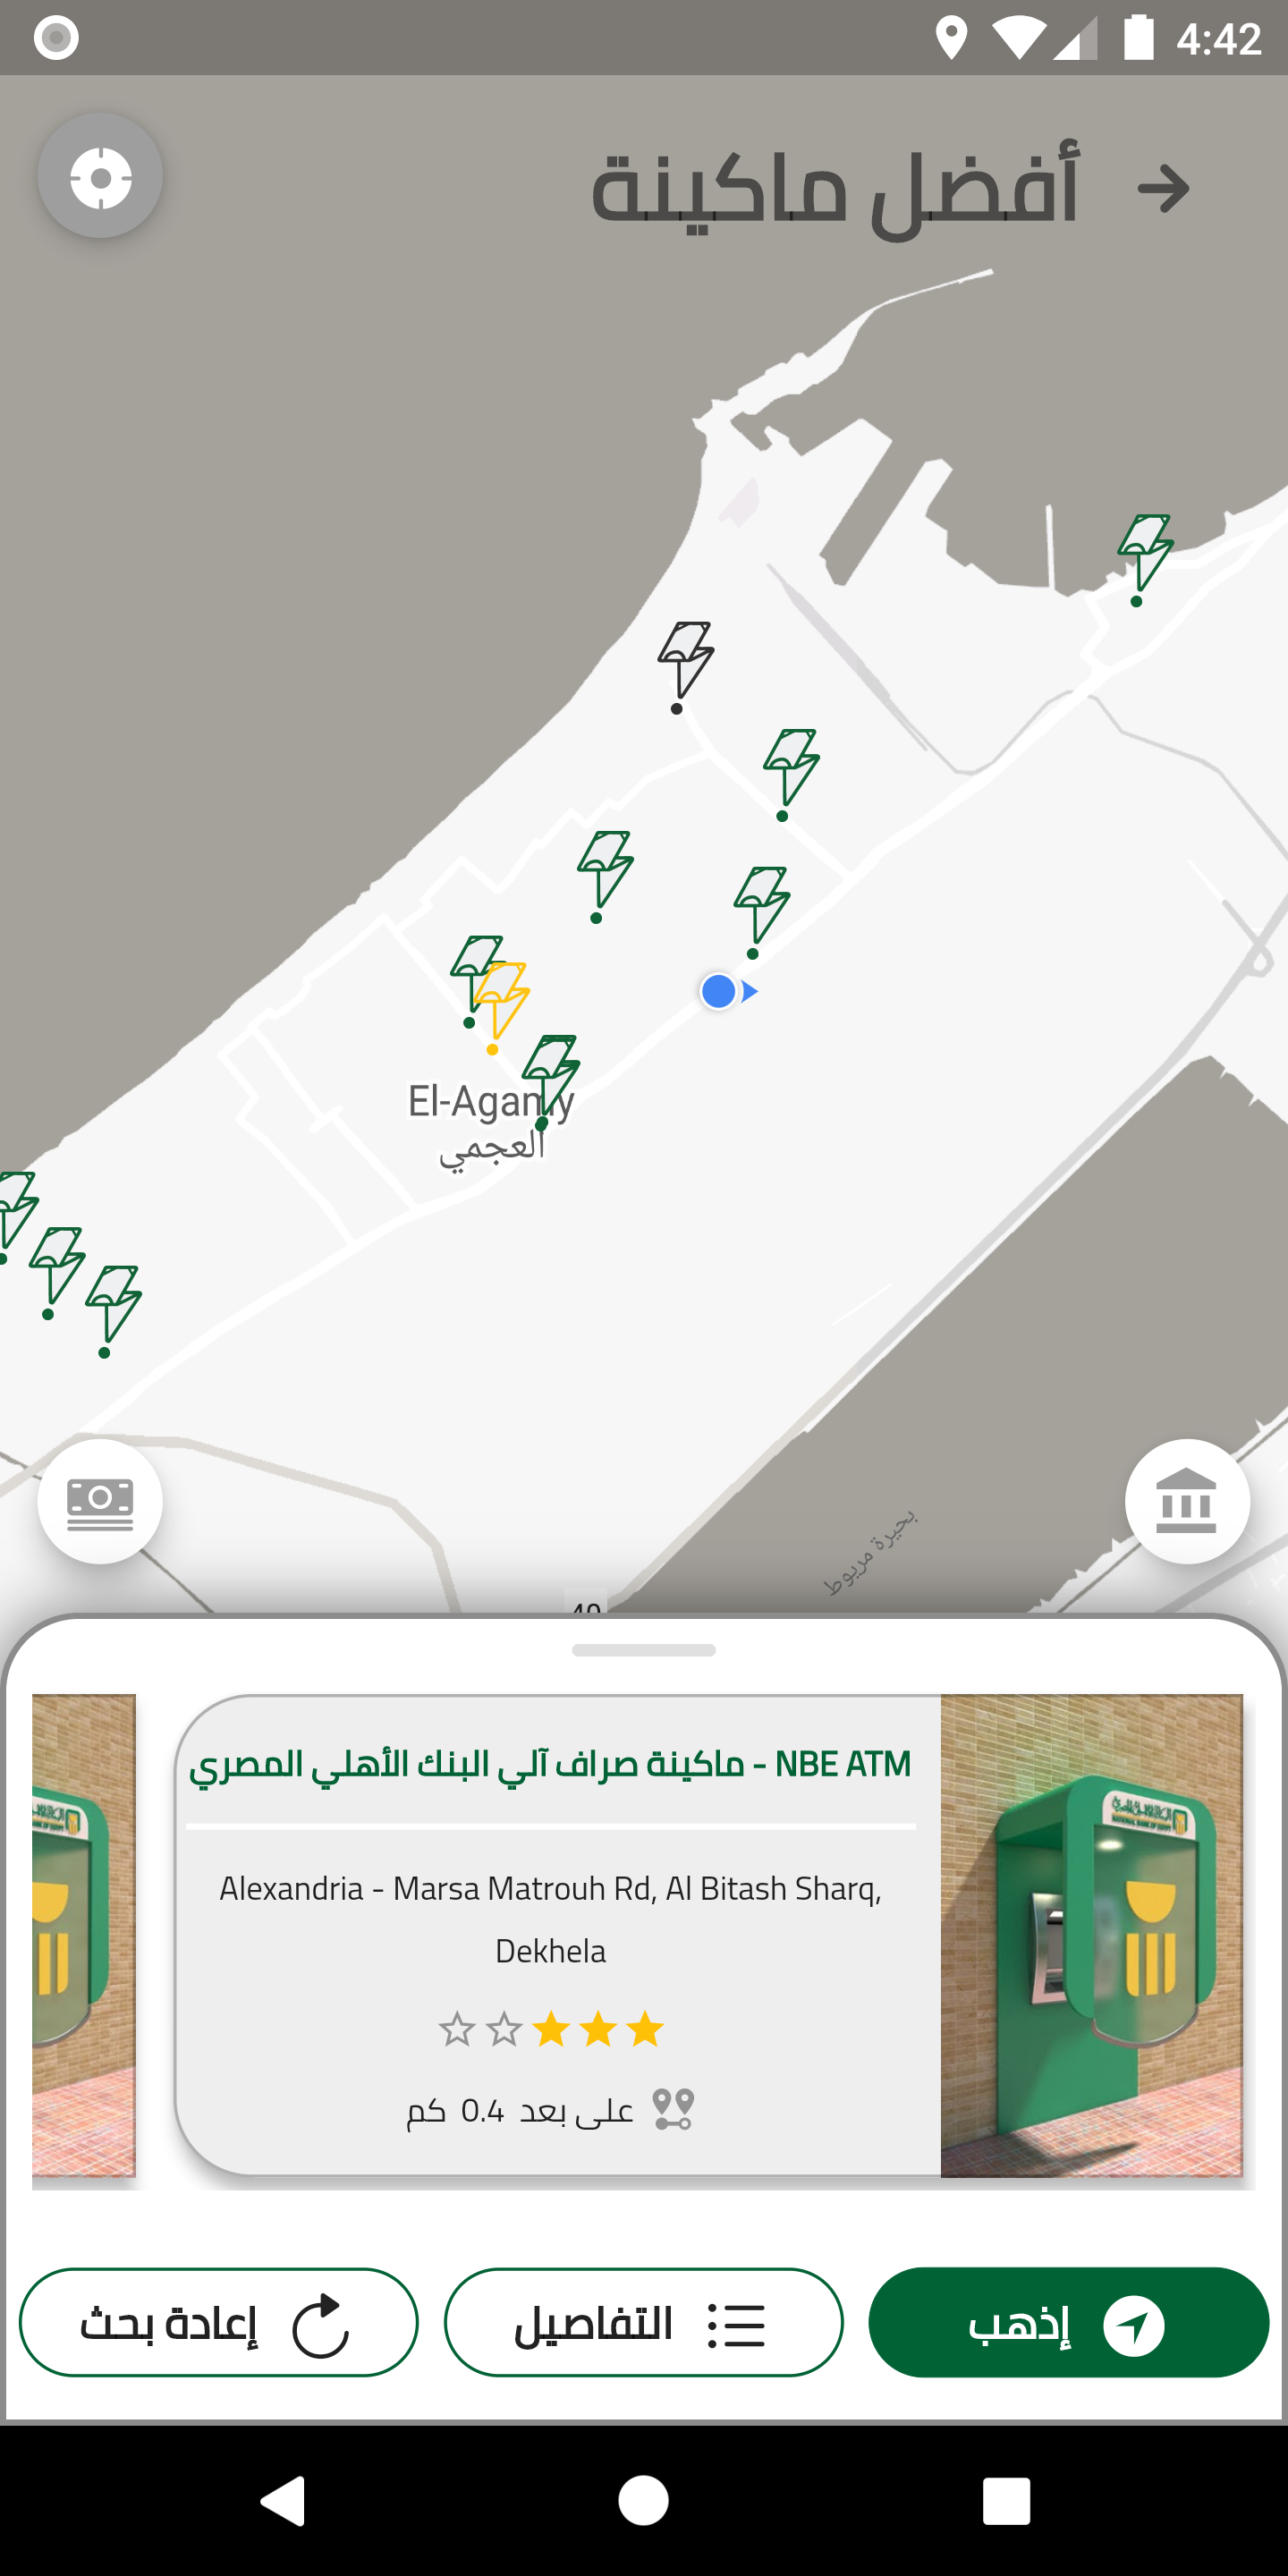 4:42
أفضل ماكينة
El-Agamy
العجمي
بحيرة مريوط
40
NBE ATM - ماكينة صراف آلي البنك الأهلي المصري
Alexandria - Marsa Matrouh Rd, Al Bitash Sharq,
Dekhela
على بعد 0.4 كم
إذهب
التفاصيل
إعادة بحث